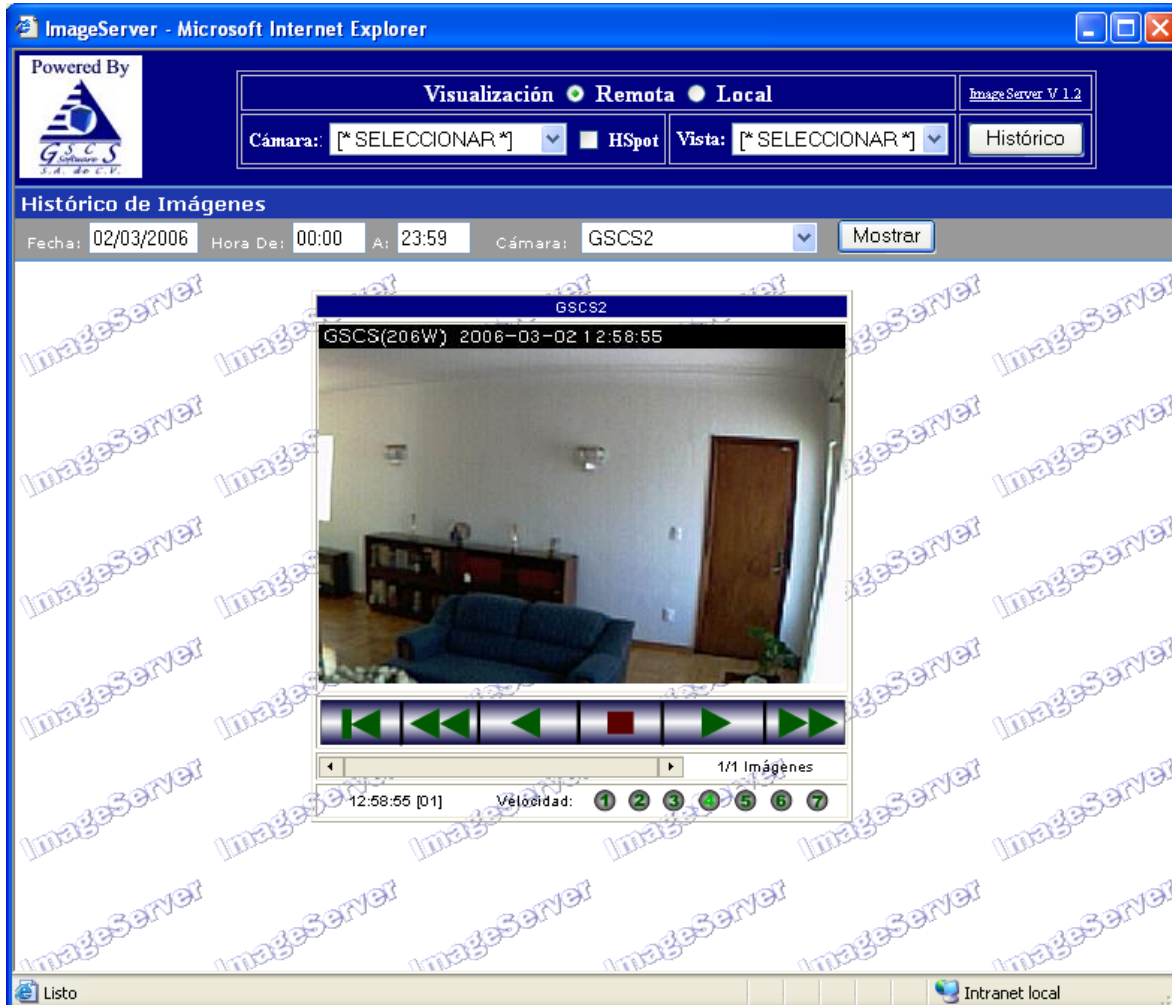 ImageServer - Microsoft Internet Explorer
Powered By
GSCS
Software
S.A. de C.V.
Visualización Remota Local
ImageServer V 1.2
Cámara:: [* SELECCIONAR *] HSpot Vista: [* SELECCIONAR *] Histórico
Histórico de Imágenes
Fecha: 02/03/2006 Hora De: 00:00 A: 23:59 Cámara: GSCS2 Mostrar
GSCS2
GSCS(206W) 2006-03-02 12:58:55
1/1 Imágenes
12:58:55 [01] Velocidad: 1 2 3 4 5 6 7
ImageServer
Listo
Intranet local